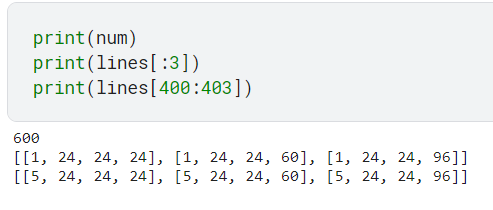 print(num)
print(lines[:3])
print(lines[400:403])
600
[[1, 24, 24, 24], [1, 24, 24, 60], [1, 24, 24, 96]]
[[5, 24, 24, 24], [5, 24, 24, 60], [5, 24, 24, 96]]